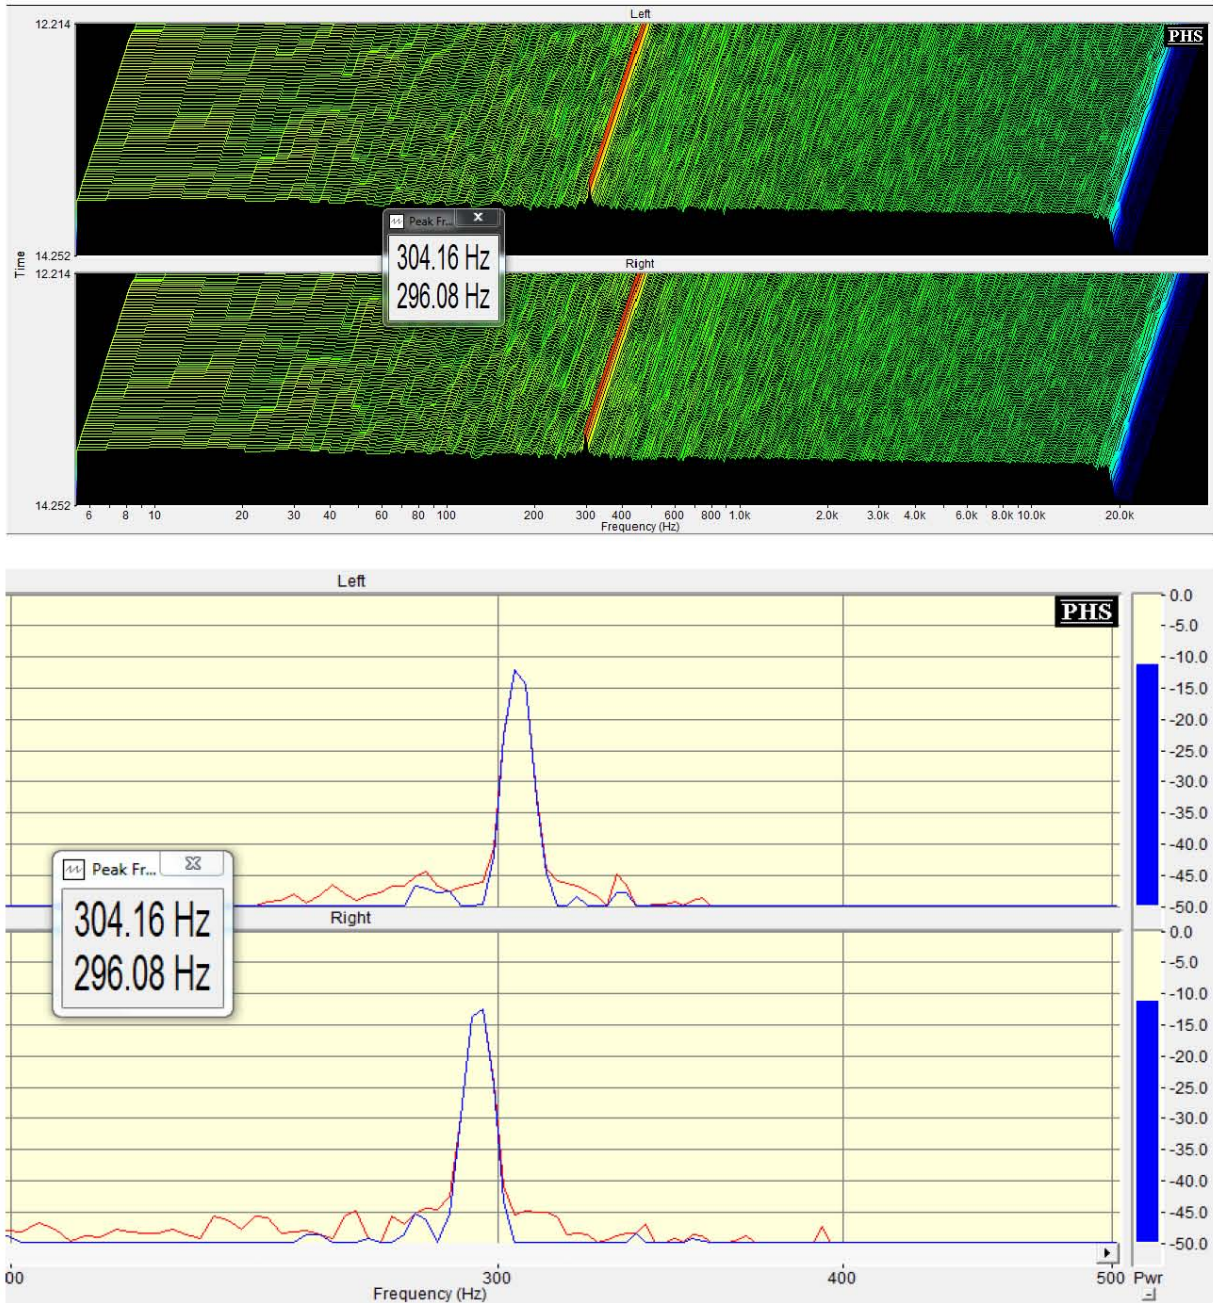 Left
12.214
PHS
Peak Fr...
304.16 Hz
296.08 Hz
Time
14.252
12.214
Right
14.252
6 8 10 20 30 40 60 80 100 200 300 400 600 800 1.0k 2.0k 3.0k 4.0k 6.0k 8.0k 10.0k 20.0k
Frequency (Hz)
Left
PHS
0.0
-5.0
-10.0
-15.0
-20.0
-25.0
-30.0
-35.0
-40.0
-45.0
-50.0
Peak Fr...
304.16 Hz
296.08 Hz
Right
0.0
-5.0
-10.0
-15.0
-20.0
-25.0
-30.0
-35.0
-40.0
-45.0
-50.0
00 300 400 500 Pwr
Frequency (Hz)